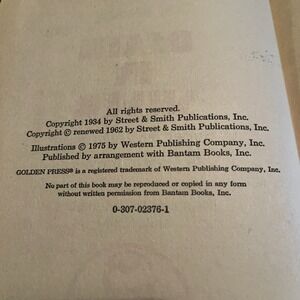 All rights reserved.
Copyright 1934 by Street & Smith Publications, Inc.
Copyright © renewed 1962 by Street & Smith Publications, Inc.
Illustrations © 1975 by Western Publishing Company, Inc.
Published by arrangement with Bantam Books, Inc.
GOLDEN PRESS® is a registered trademark of Western Publishing Company, Inc.
No part of this book may be reproduced or copied in any form
without written permission from Bantam Books, Inc.
0-307-02376-1